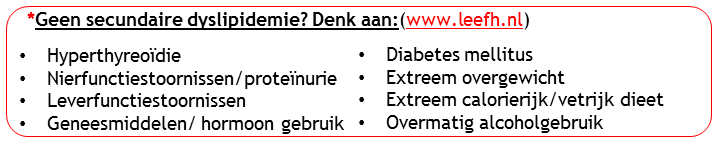 *Geen secundaire dyslipidemie? Denk aan:(www.leefh.nl)
• Hyperthyreoïdie
• Nierfunctiestoornissen/proteïnurie
• Leverfunctiestoornissen
• Geneesmiddelen/ hormoon gebruik
• Diabetes mellitus
• Extreem overgewicht
• Extreem calorierijk/vetrijk dieet
• Overmatig alcoholgebruik